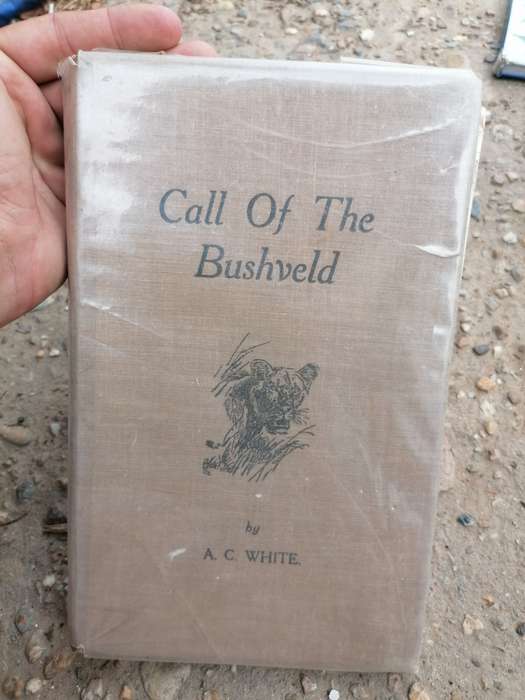 Call Of The
Bushveld
by
A. C. WHITE.